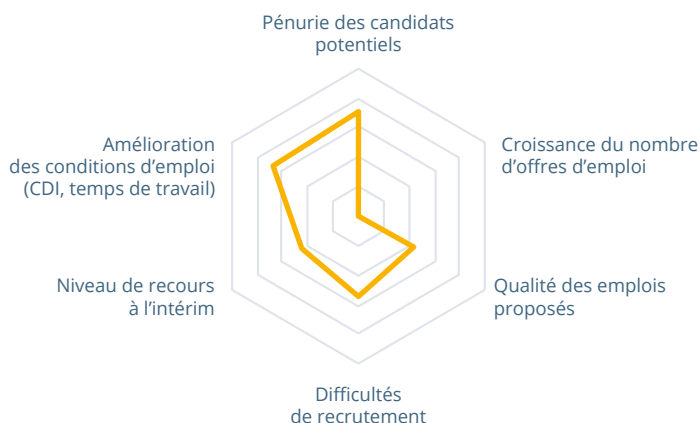 Pénurie des candidats
potentiels
Croissance du nombre
d’offres d’emploi
Qualité des emplois
proposés
Difficultés
de recrutement
Niveau de recours
à l’intérim
Amélioration
des conditions d’emploi
(CDI, temps de travail)